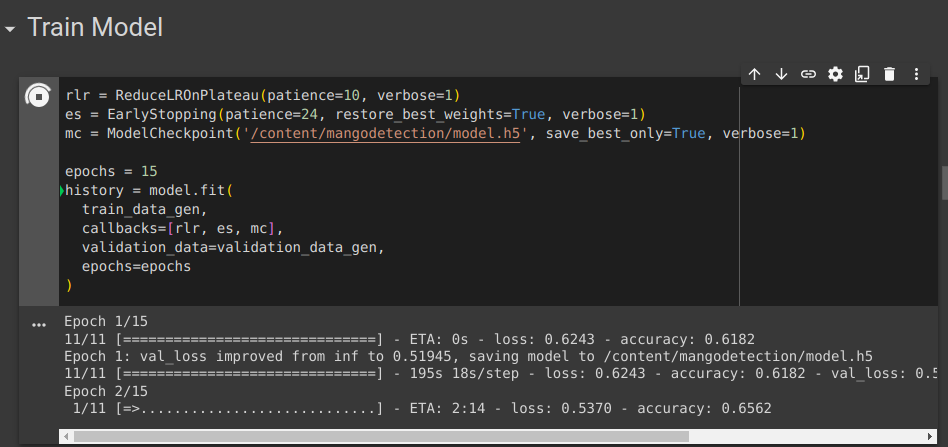 Train Model
rlr = ReduceLROnPlateau(patience=10, verbose=1)
es = EarlyStopping(patience=24, restore_best_weights=True, verbose=1)
mc = ModelCheckpoint('/content/mangodetection/model.h5', save_best_only=True, verbose=1)
epochs = 15
history = model.fit(
  train_data_gen,
  callbacks=[rlr, es, mc],
  validation_data=validation_data_gen,
  epochs=epochs
)
Epoch 1/15
11/11 [==============================] - ETA: 0s - loss: 0.6243 - accuracy: 0.6182
Epoch 1: val_loss improved from inf to 0.51945, saving model to /content/mangodetection/model.h5
11/11 [==============================] - 195s 18s/step - loss: 0.6243 - accuracy: 0.6182 - val_loss: 0.5
Epoch 2/15
 1/11 [=>............................] - ETA: 2:14 - loss: 0.5370 - accuracy: 0.6562